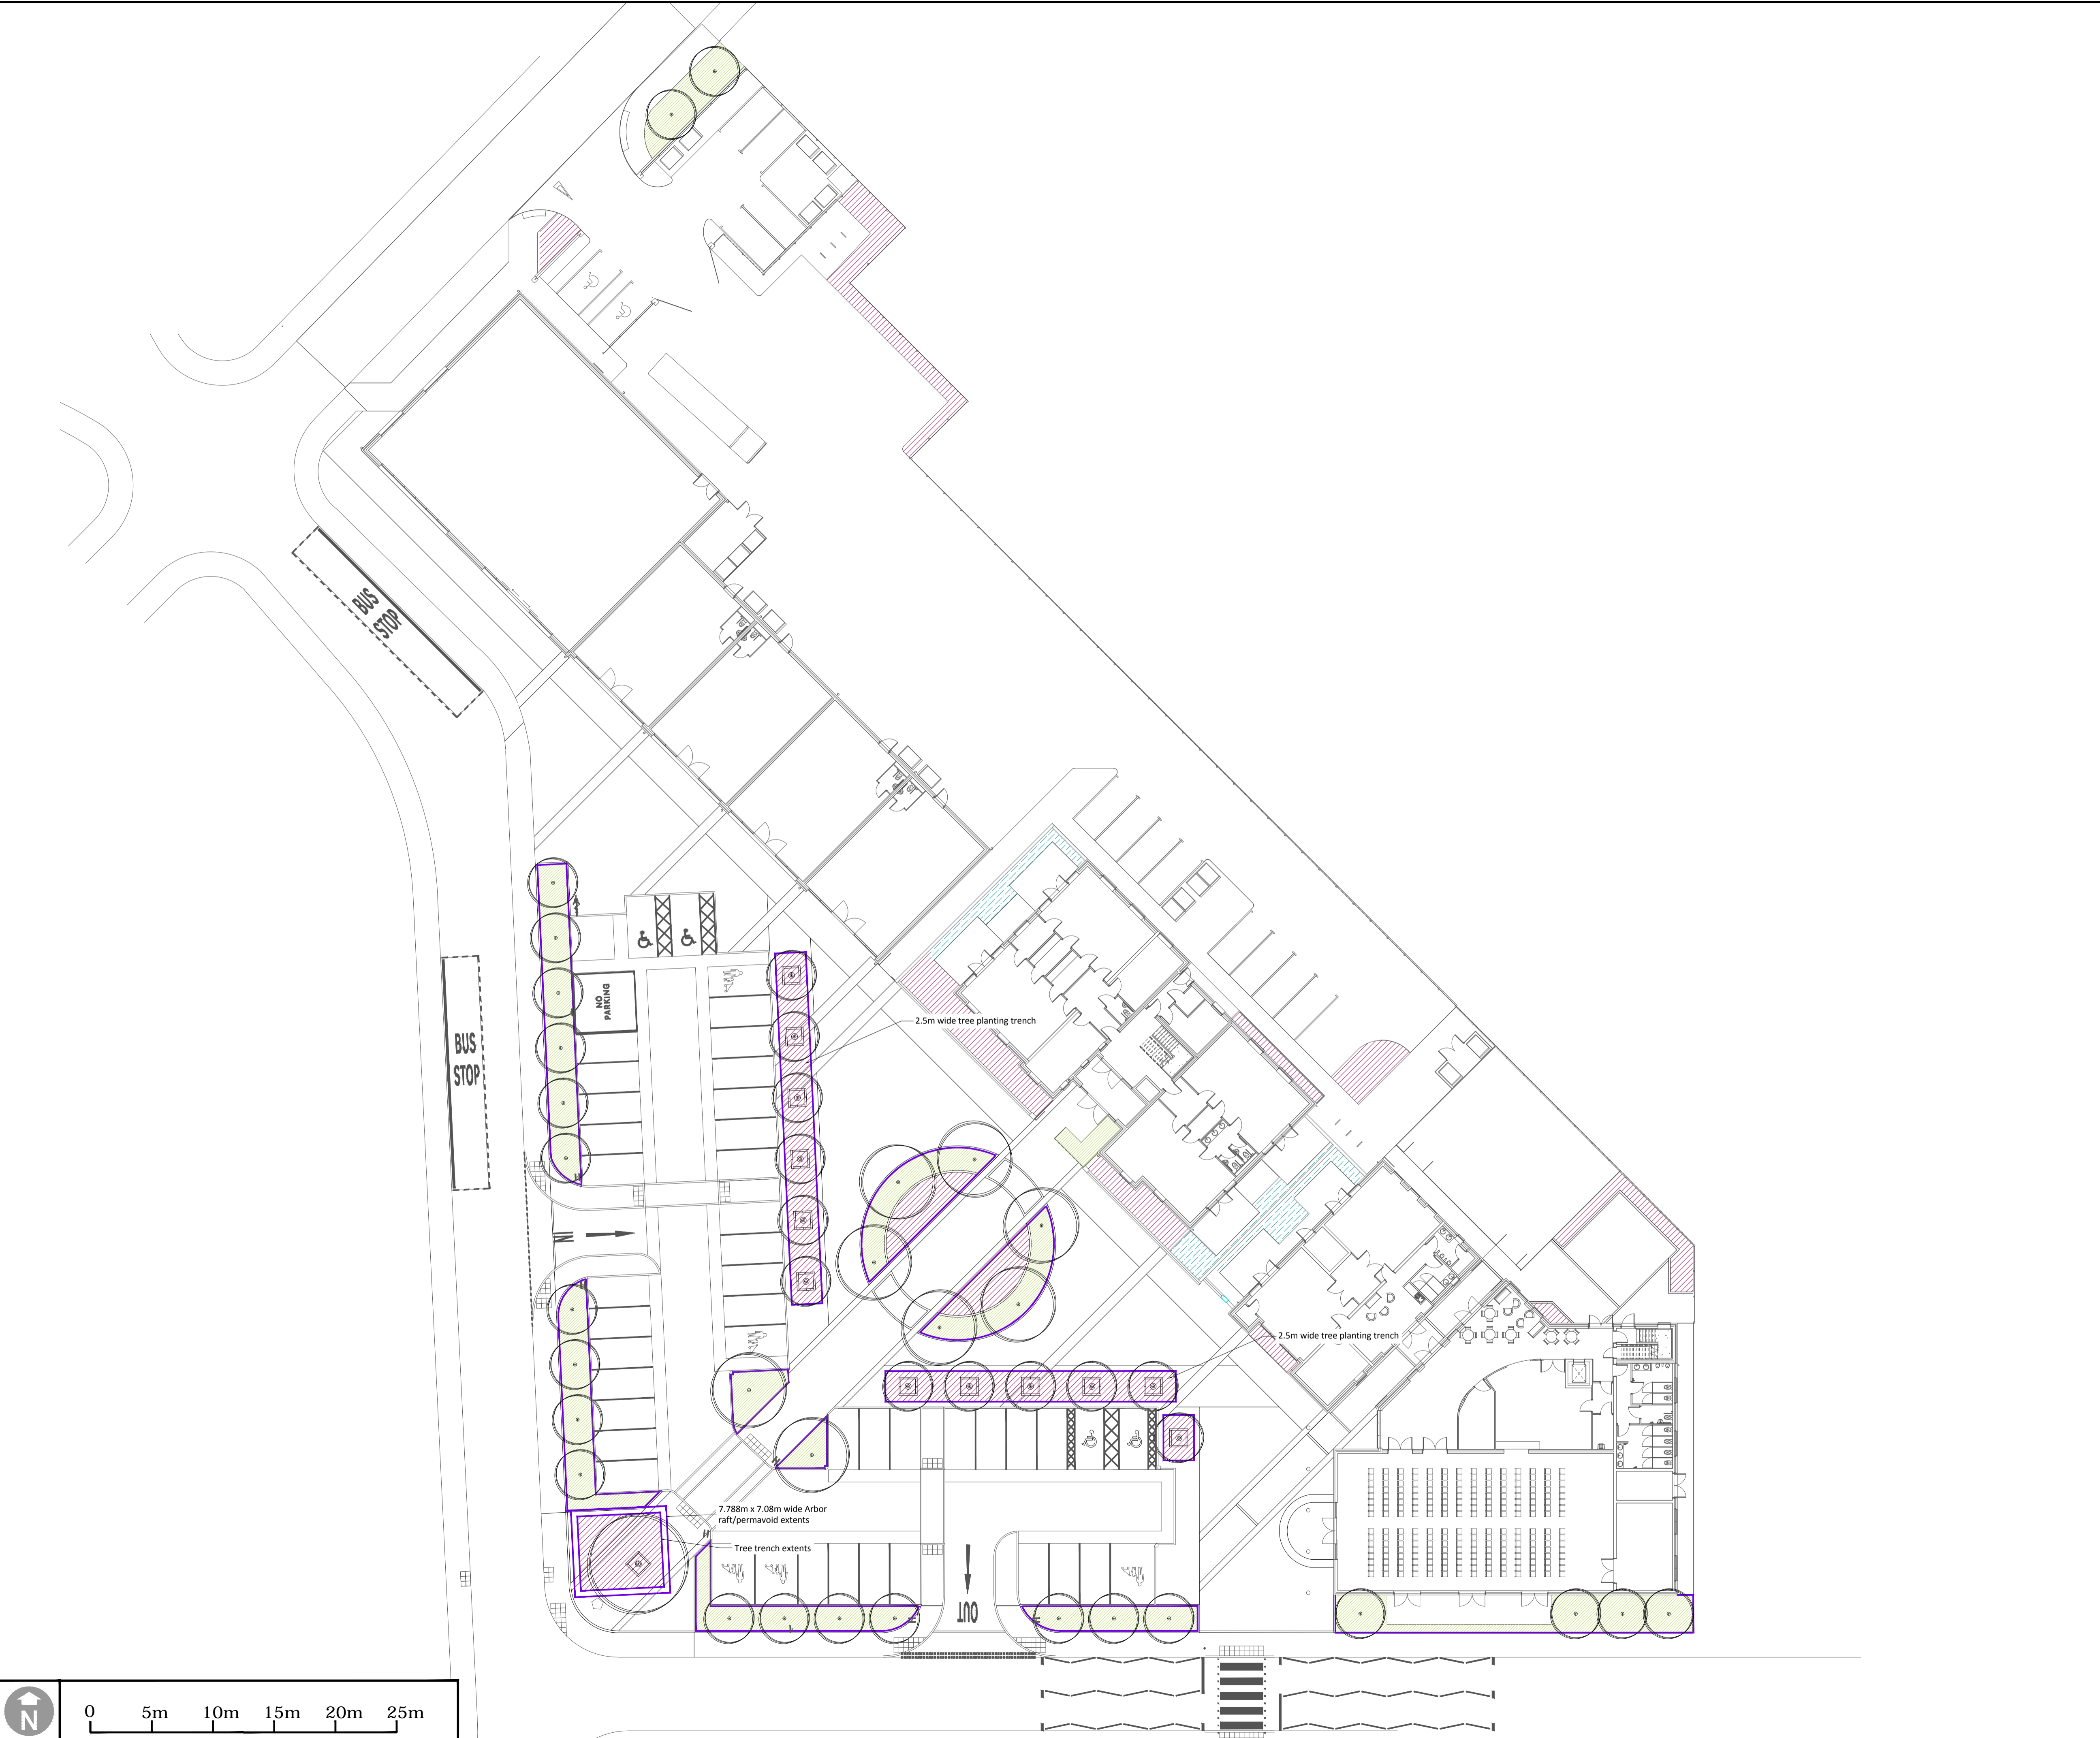 BUS
STOP
NO
PARKING
2.5m wide tree planting trench
BUS
STOP
IN
2.5m wide tree planting trench
7.788m x 7.08m wide Arbor
raft/permavoid extents
Tree trench extents
OUT
N
0 5m 10m 15m 20m 25m